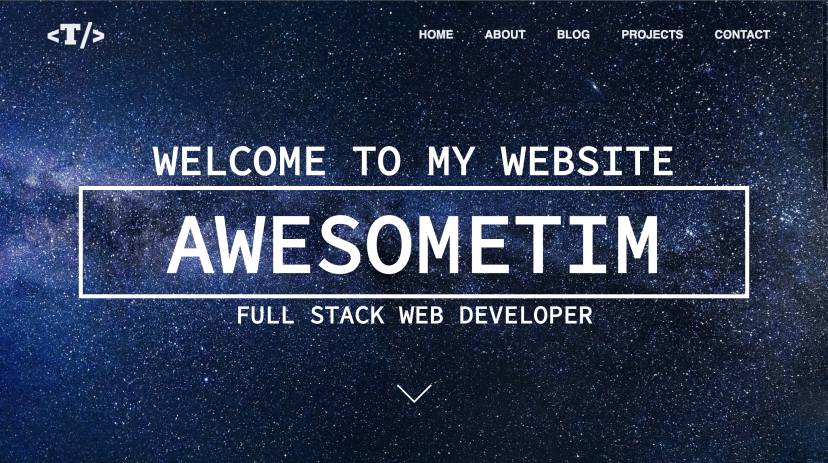 <T/>
HOME ABOUT BLOG PROJECTS CONTACT
WELCOME TO MY WEBSITE
AWESOMETIM
FULL STACK WEB DEVELOPER